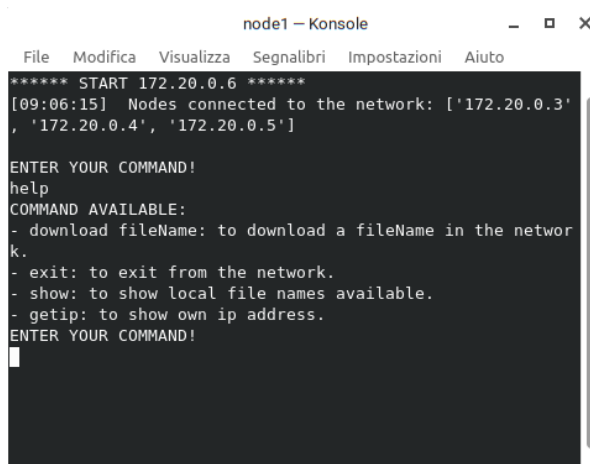 node1 — Konsole
File Modifica Visualizza Segnalibri Impostazioni Aiuto
****** START 172.20.0.6 ******
[09:06:15]  Nodes connected to the network: ['172.20.0.3'
, '172.20.0.4', '172.20.0.5']
ENTER YOUR COMMAND!
help
COMMAND AVAILABLE:
- download fileName: to download a fileName in the networ
k.
- exit: to exit from the network.
- show: to show local file names available.
- getip: to show own ip address.
ENTER YOUR COMMAND!